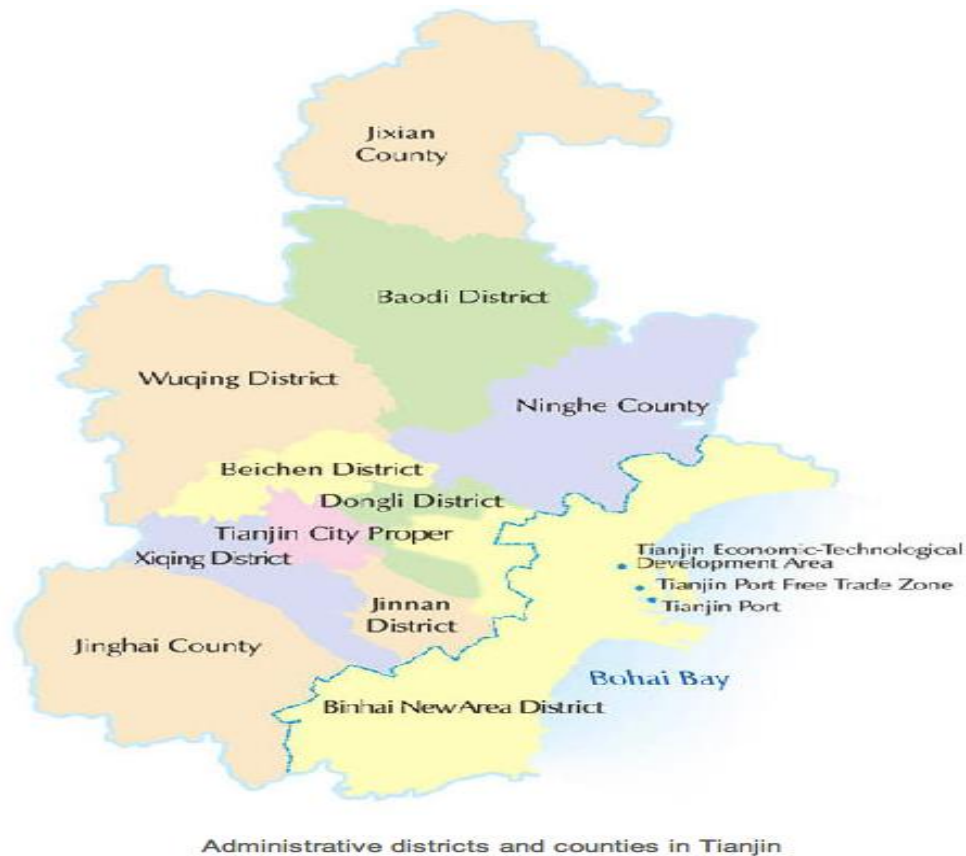 Jixian
County
Baodi District
Wuqing District
Ninghe County
Beichen District
Dongli District
Tianjin City Proper
Xiqing District
Tianjin Economic-Technological
Development Area
Tianjin Port Free Trade Zone
Tianjin Port
Jinnan
District
Jinghai County
Bohai Bay
Binhai New Area District
Administrative districts and counties in Tianjin